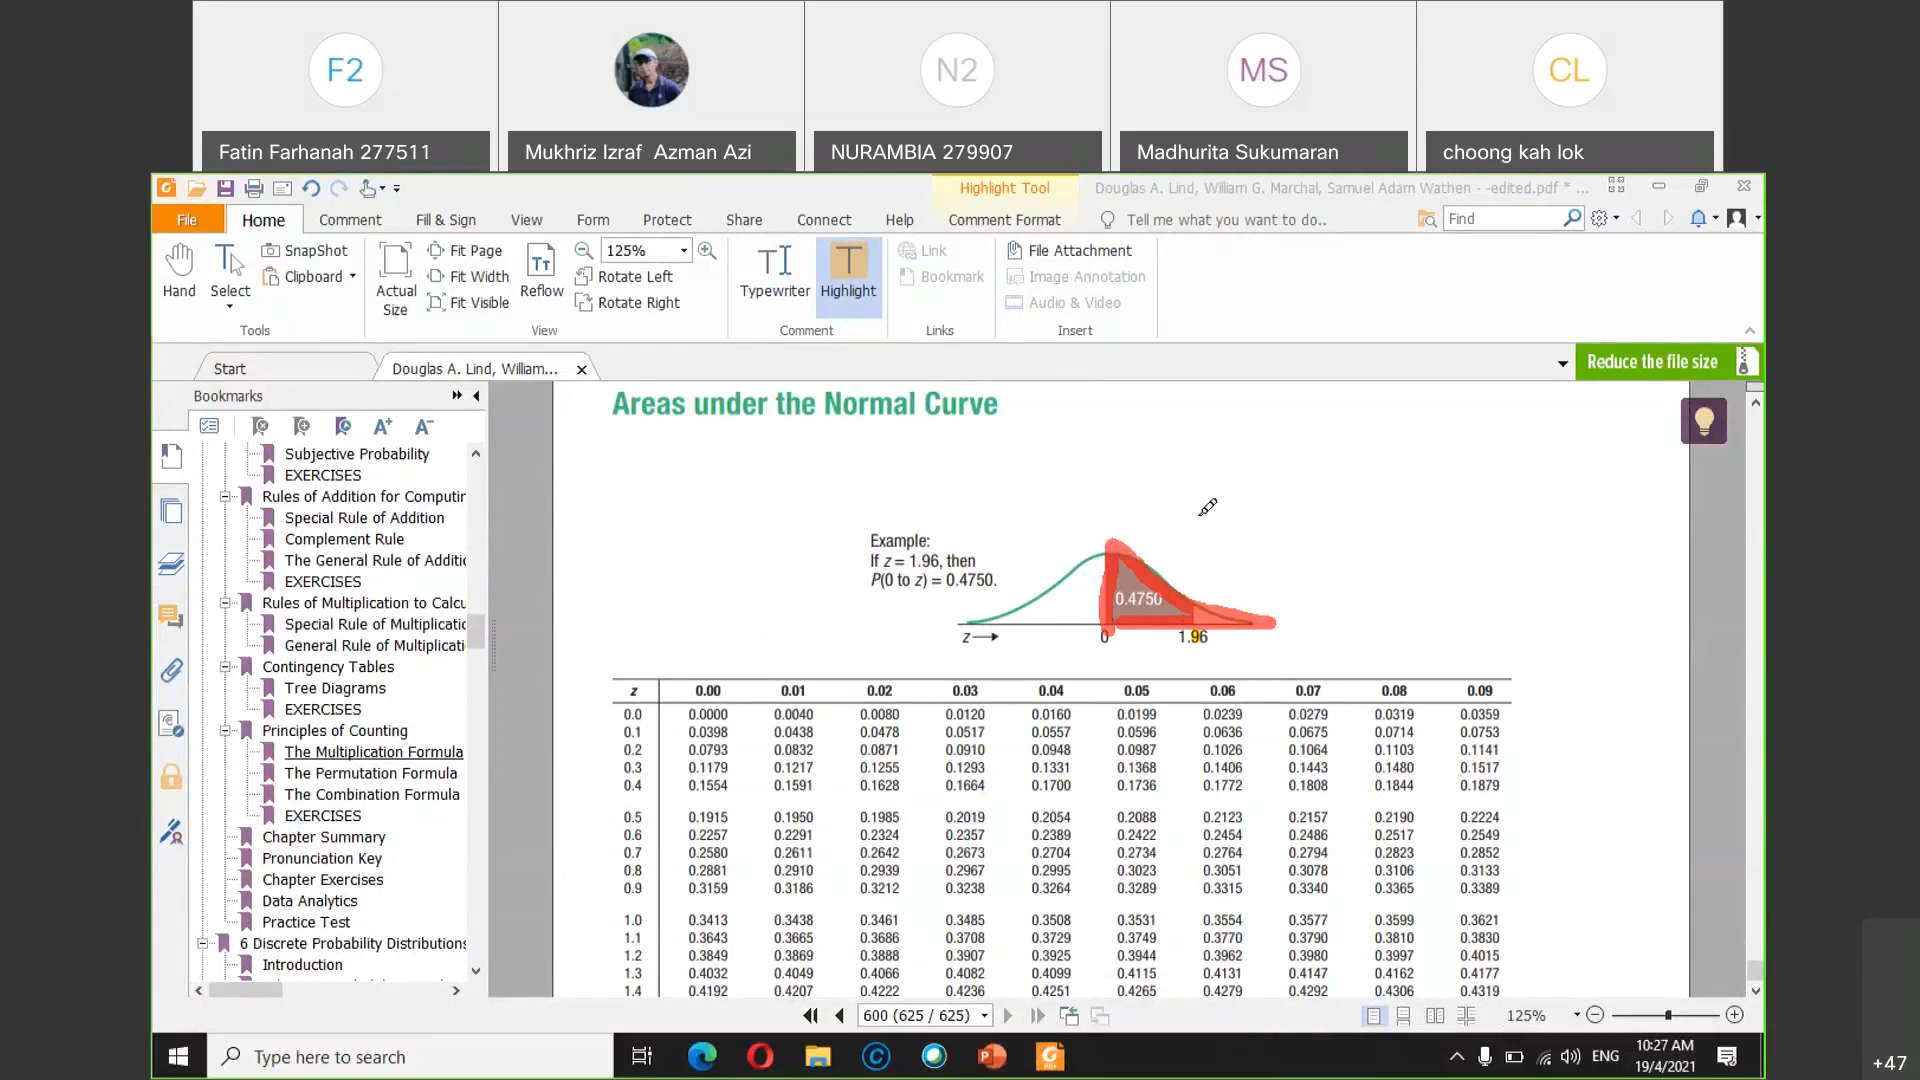 F2
N2
MS
CL
Fatin Farhanah 277511
Mukhriz Izraf Azman Azi
NURAMBIA 279907
Madhurita Sukumaran
choong kah lok
Highlight Tool
Douglas A. Lind, William G. Marchal, Samuel Adam Wathen - -edited.pdf * ...
File
Home
Comment
Fill & Sign
View
Form
Protect
Share
Connect
Help
Comment Format
Tell me what you want to do..
Find
Hand
Select
SnapShot
Clipboard
Tools
Actual Size
Fit Page
Fit Width
Fit Visible
Reflow
125%
Rotate Left
Rotate Right
View
Typewriter
Highlight
Comment
Link
Bookmark
Links
File Attachment
Image Annotation
Audio & Video
Insert
Start
Douglas A. Lind, William...
Reduce the file size
Bookmarks
Subjective Probability
EXERCISES
Rules of Addition for Computin
Special Rule of Addition
Complement Rule
The General Rule of Additio
EXERCISES
Rules of Multiplication to Calcu
Special Rule of Multiplicatio
General Rule of Multiplicati
Contingency Tables
Tree Diagrams
EXERCISES
Principles of Counting
The Multiplication Formula
The Permutation Formula
The Combination Formula
EXERCISES
Chapter Summary
Pronunciation Key
Chapter Exercises
Data Analytics
Practice Test
6 Discrete Probability Distributions
Introduction
Areas under the Normal Curve
Example:
If z = 1.96, then
P(0 to z) = 0.4750.
0.4750
z
0
1.96
z 0.00 0.01 0.02 0.03 0.04 0.05 0.06 0.07 0.08 0.09
0.0 0.0000 0.0040 0.0080 0.0120 0.0160 0.0199 0.0239 0.0279 0.0319 0.0359
0.1 0.0398 0.0438 0.0478 0.0517 0.0557 0.0596 0.0636 0.0675 0.0714 0.0753
0.2 0.0793 0.0832 0.0871 0.0910 0.0948 0.0987 0.1026 0.1064 0.1103 0.1141
0.3 0.1179 0.1217 0.1255 0.1293 0.1331 0.1368 0.1406 0.1443 0.1480 0.1517
0.4 0.1554 0.1591 0.1628 0.1664 0.1700 0.1736 0.1772 0.1808 0.1844 0.1879
0.5 0.1915 0.1950 0.1985 0.2019 0.2054 0.2088 0.2123 0.2157 0.2190 0.2224
0.6 0.2257 0.2291 0.2324 0.2357 0.2389 0.2422 0.2454 0.2486 0.2517 0.2549
0.7 0.2580 0.2611 0.2642 0.2673 0.2704 0.2734 0.2764 0.2794 0.2823 0.2852
0.8 0.2881 0.2910 0.2939 0.2967 0.2995 0.3023 0.3051 0.3078 0.3106 0.3133
0.9 0.3159 0.3186 0.3212 0.3238 0.3264 0.3289 0.3315 0.3340 0.3365 0.3389
1.0 0.3413 0.3438 0.3461 0.3485 0.3508 0.3531 0.3554 0.3577 0.3599 0.3621
1.1 0.3643 0.3665 0.3686 0.3708 0.3729 0.3749 0.3770 0.3790 0.3810 0.3830
1.2 0.3849 0.3869 0.3888 0.3907 0.3925 0.3944 0.3962 0.3980 0.3997 0.4015
1.3 0.4032 0.4049 0.4066 0.4082 0.4099 0.4115 0.4131 0.4147 0.4162 0.4177
1.4 0.4192 0.4207 0.4222 0.4236 0.4251 0.4265 0.4279 0.4292 0.4306 0.4319
600 (625 / 625)
125%
Type here to search
ENG
10:27 AM
19/4/2021
+47